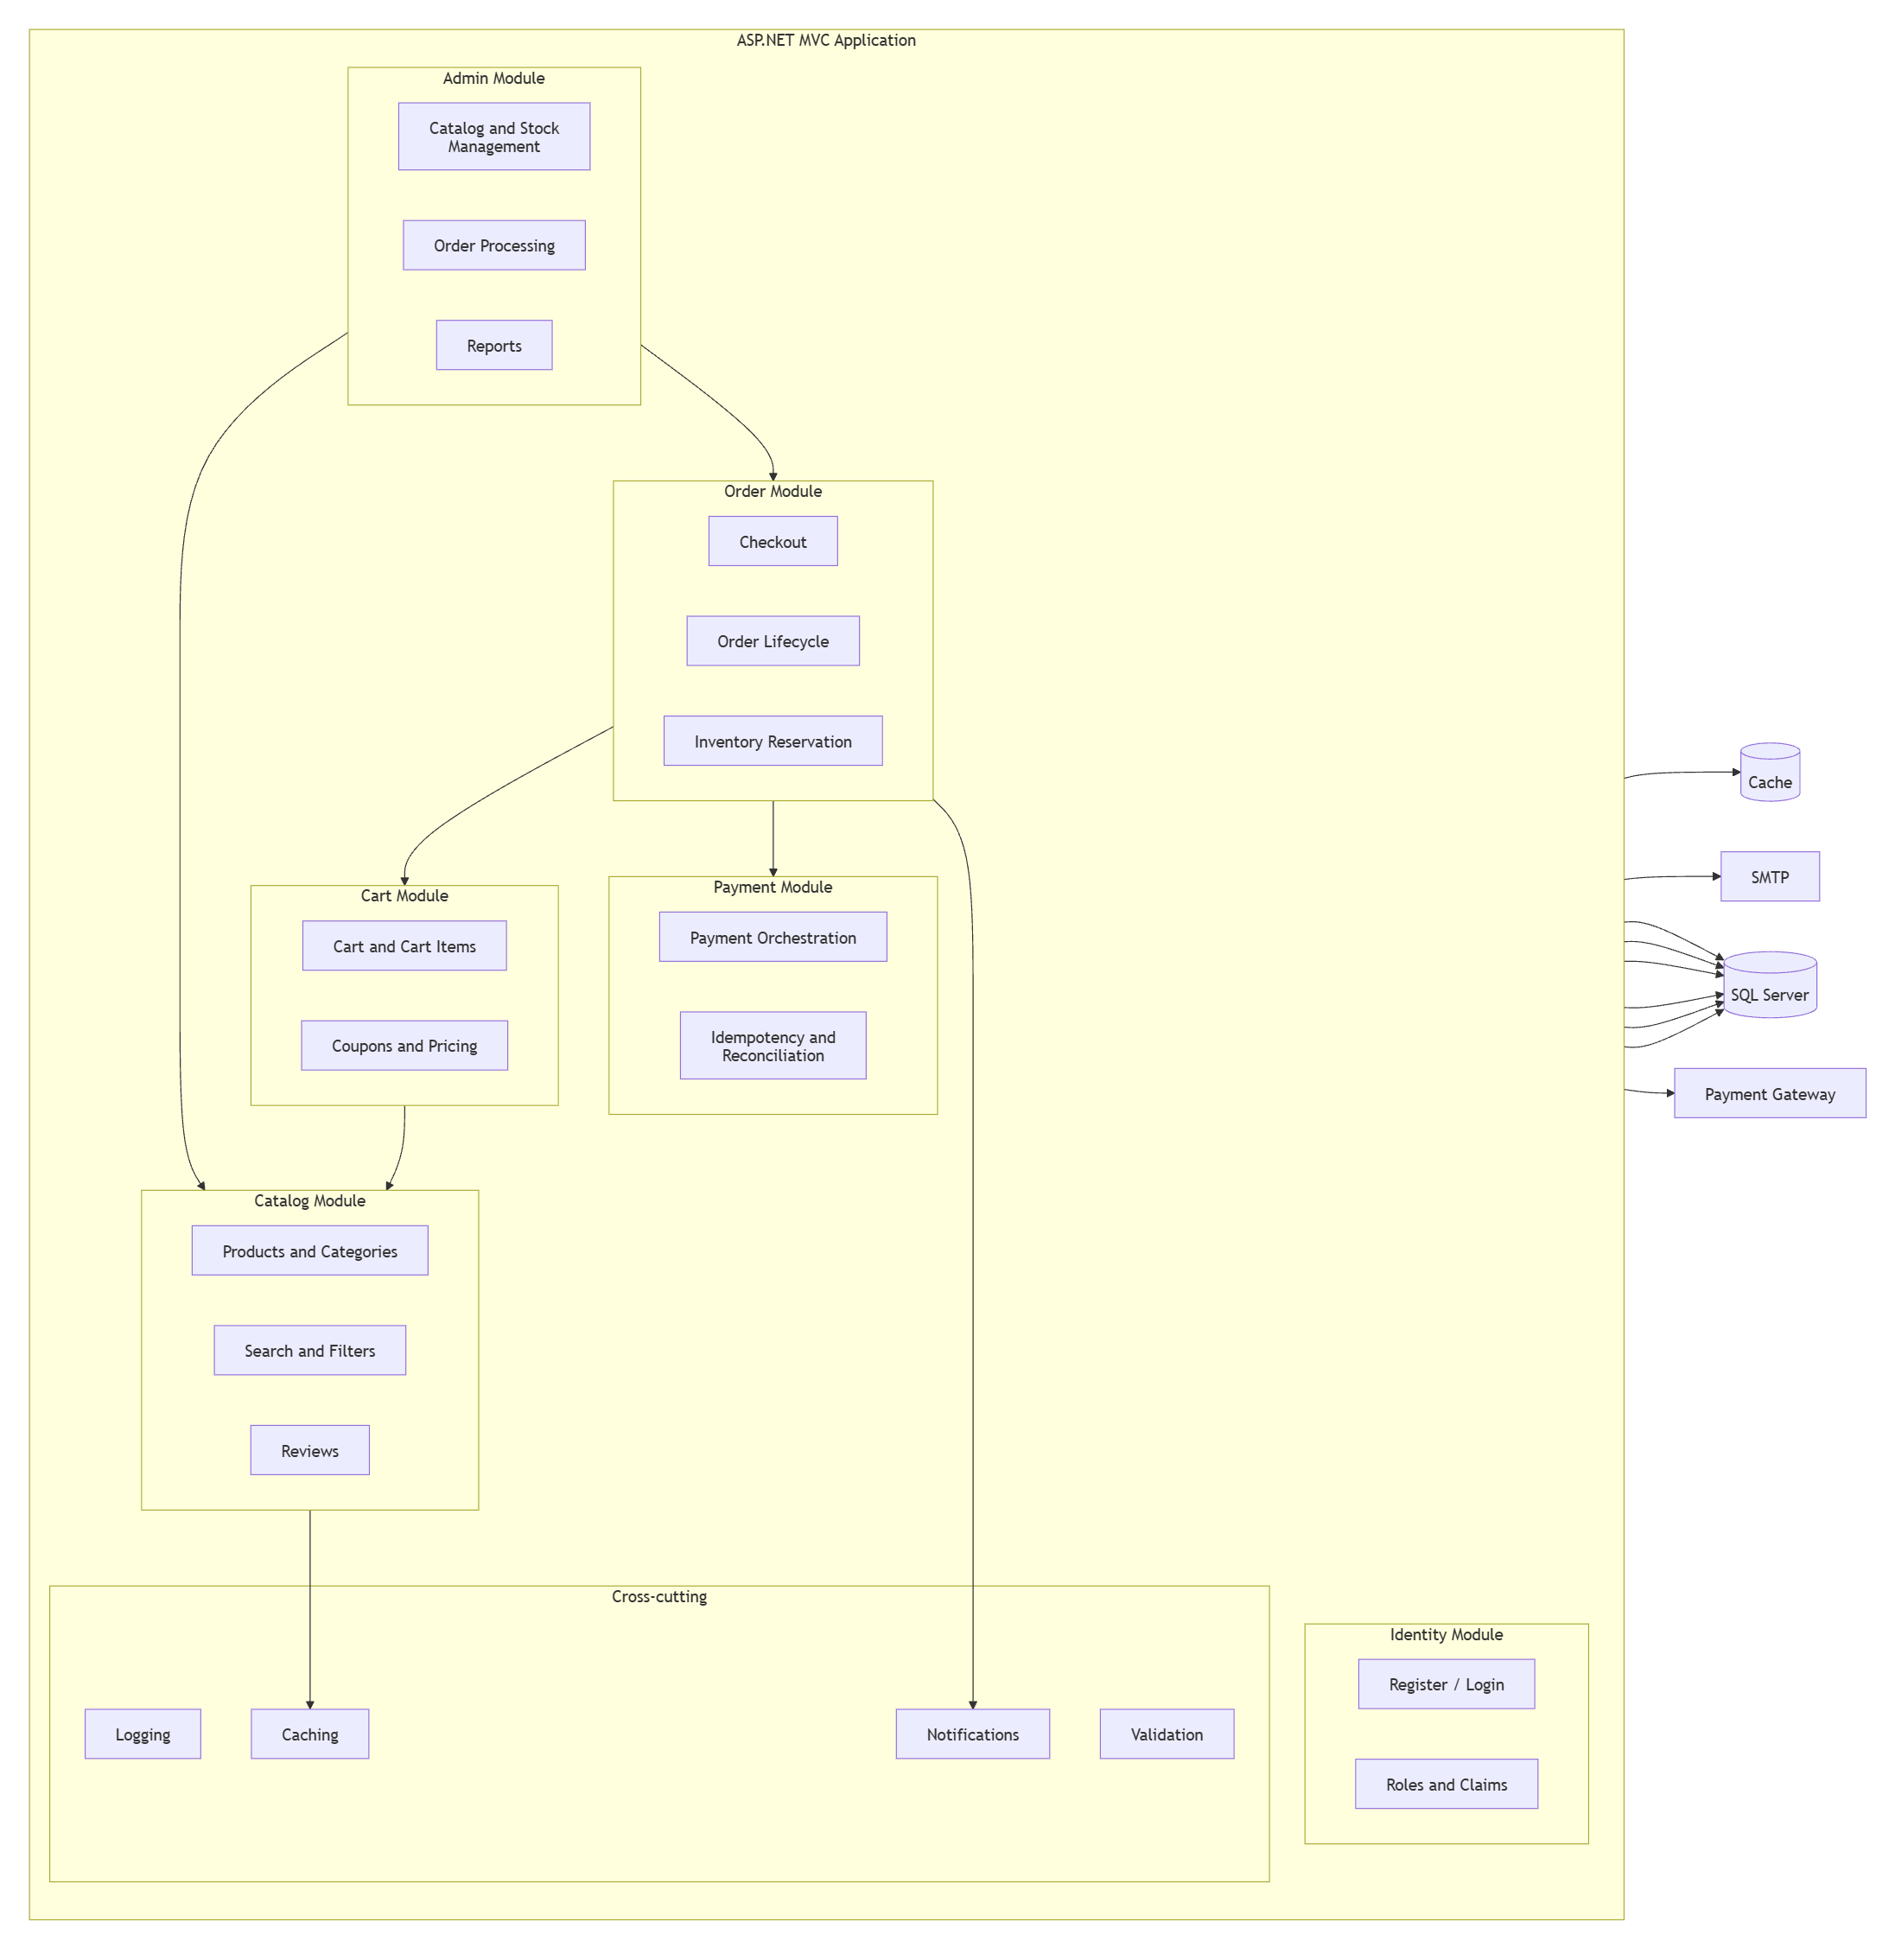 ASP.NET MVC Application
Admin Module
Catalog and Stock
Management
Order Processing
Reports
Order Module
Checkout
Order Lifecycle
Inventory Reservation
Cart Module
Cart and Cart Items
Coupons and Pricing
Payment Module
Payment Orchestration
Idempotency and
Reconciliation
Catalog Module
Products and Categories
Search and Filters
Reviews
Cross-cutting
Logging
Caching
Notifications
Validation
Identity Module
Register / Login
Roles and Claims
Cache
SMTP
SQL Server
Payment Gateway